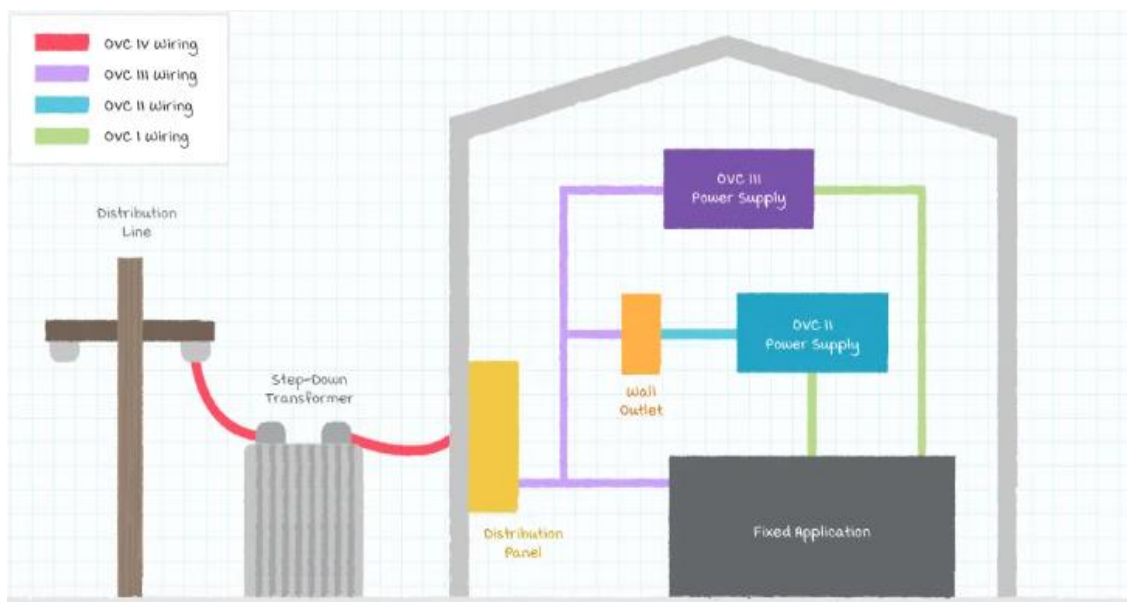 OVC IV Wiring
OVC III Wiring
OVC II Wiring
OVC I Wiring
Distribution
Line
Step-Down
Transformer
Distribution
Panel
Wall
Outlet
OVC III
Power Supply
OVC II
Power Supply
Fixed Application